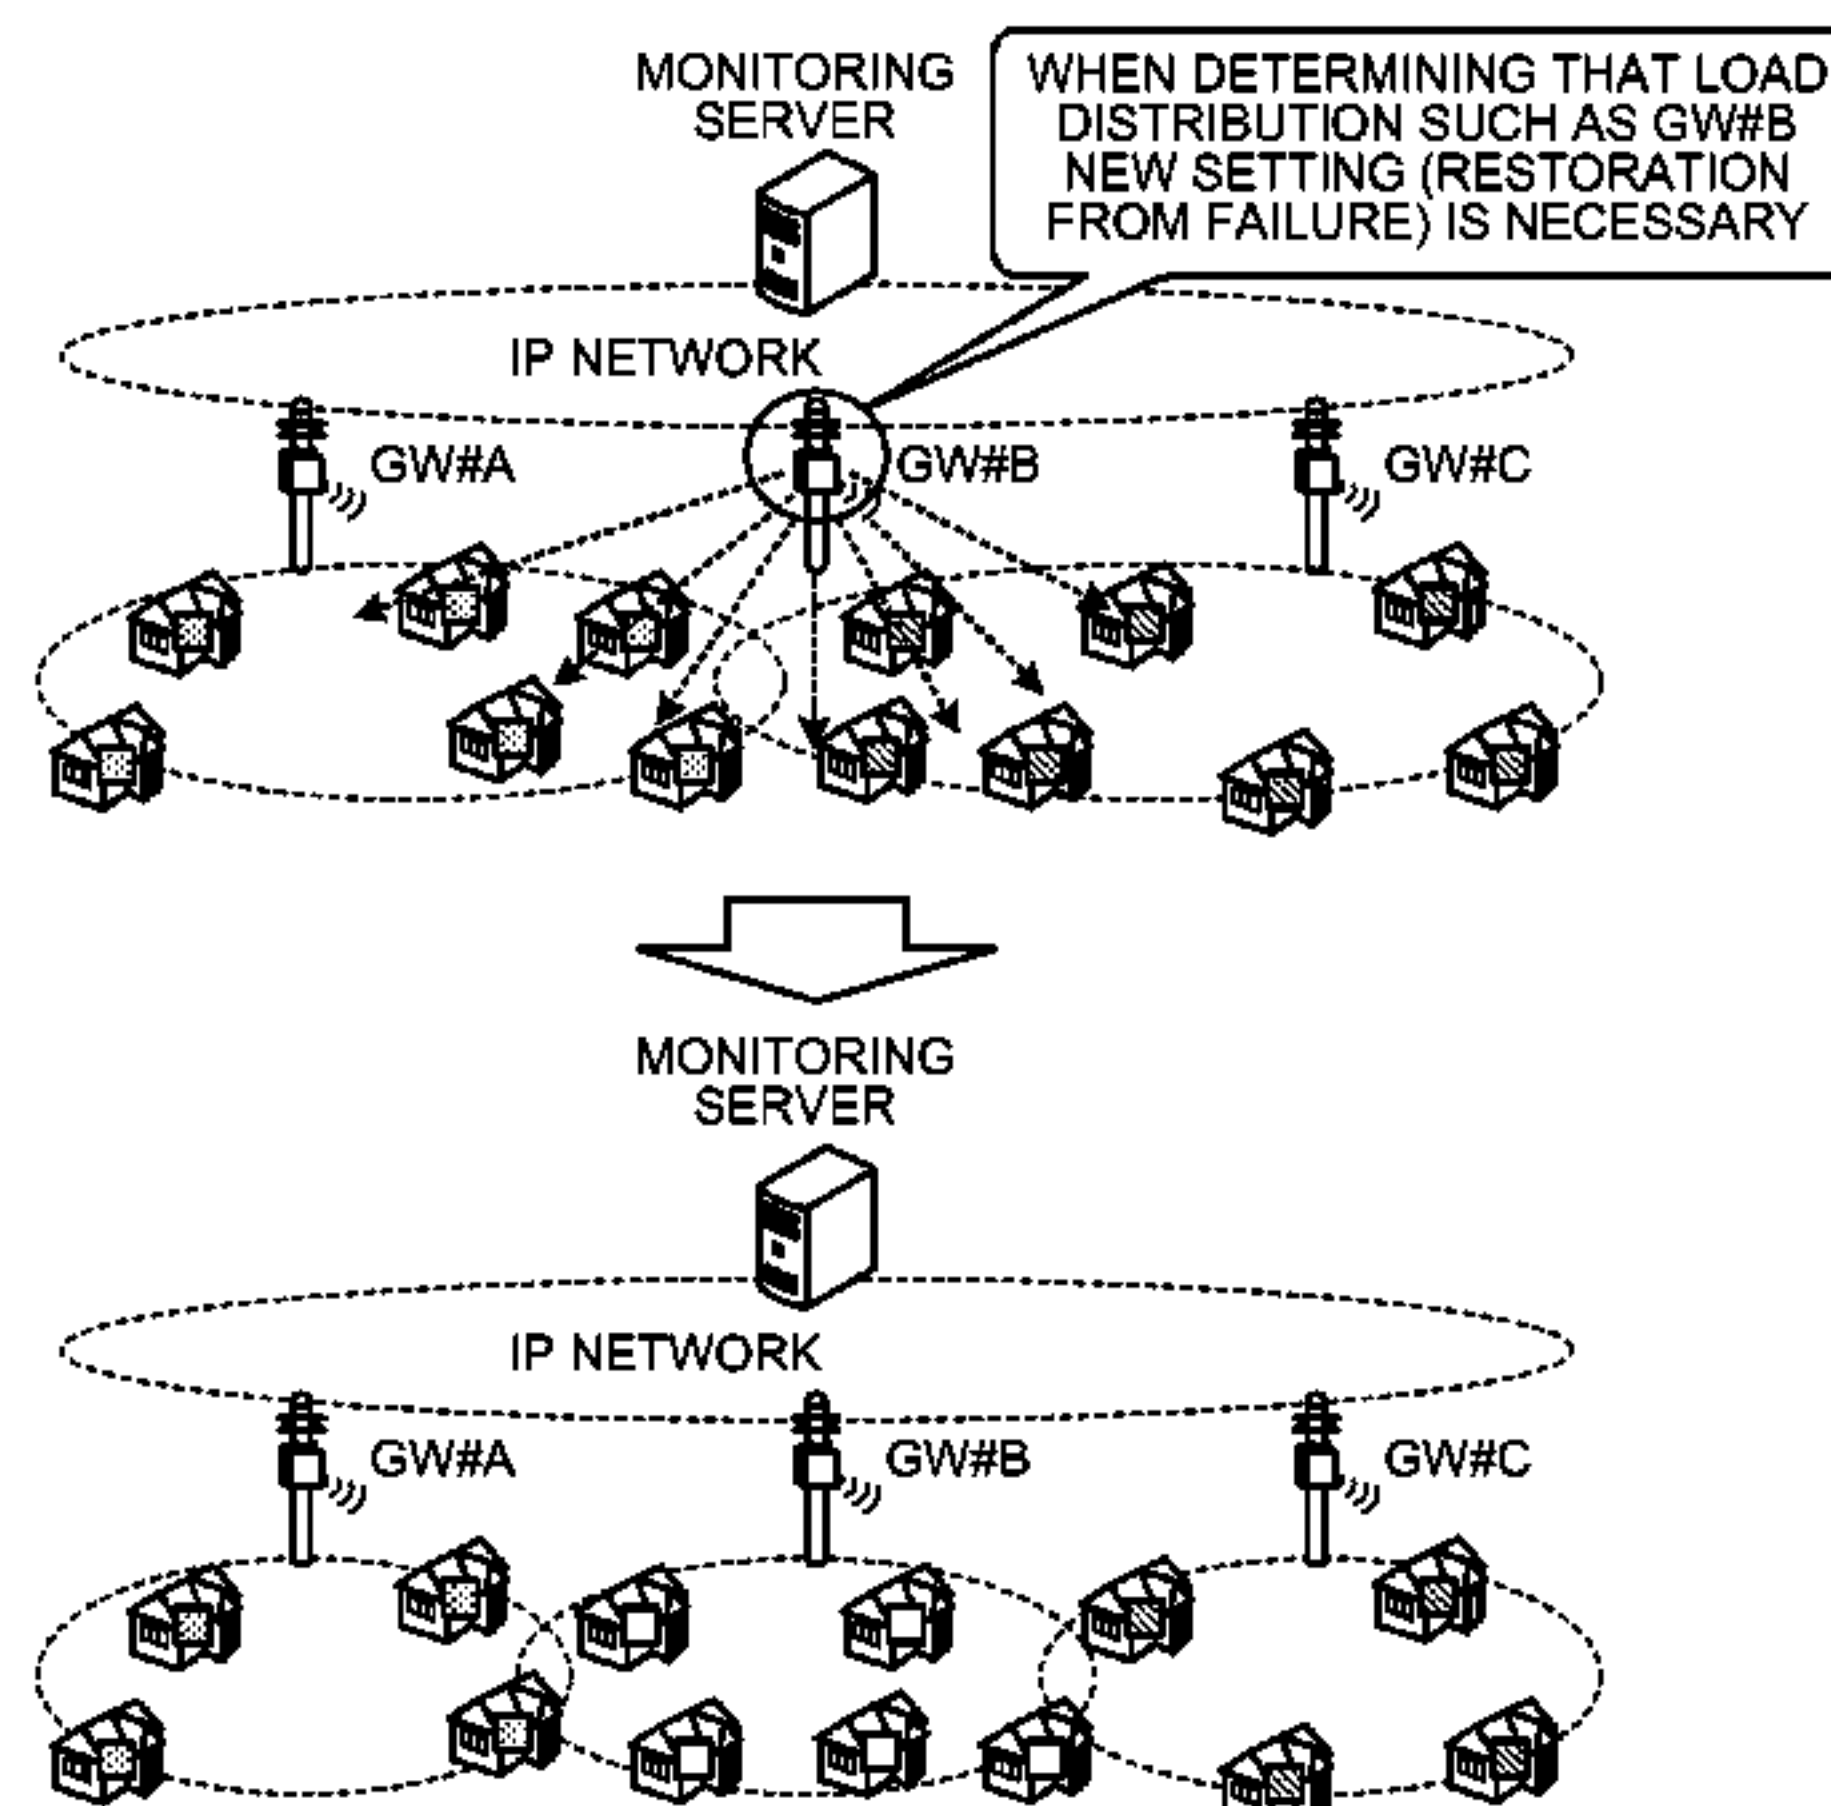 MONITORING
SERVER
WHEN DETERMINING THAT LOAD
DISTRIBUTION SUCH AS GW#B
NEW SETTING (RESTORATION
FROM FAILURE) IS NECESSARY
IP NETWORK
GW#A
GW#B
GW#C
MONITORING
SERVER
IP NETWORK
GW#A
GW#B
GW#C